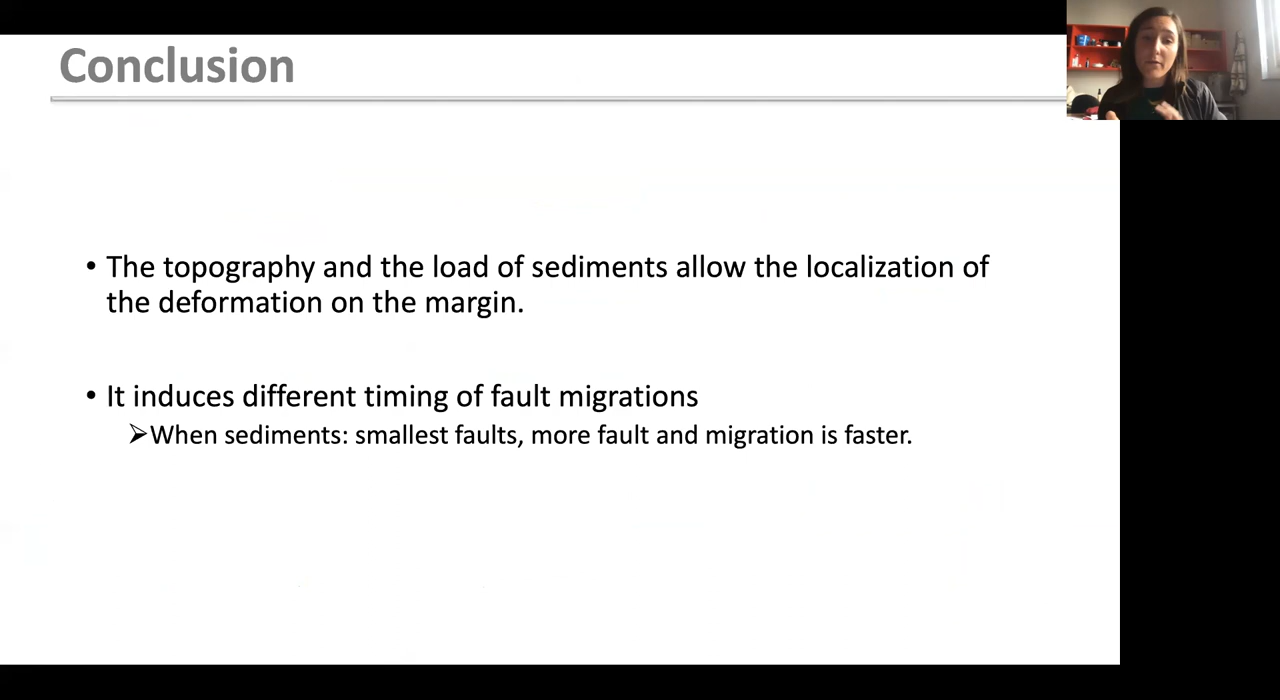 Conclusion
• The topography and the load of sediments allow the localization of
the deformation on the margin.
• It induces different timing of fault migrations
➢When sediments: smallest faults, more fault and migration is faster.